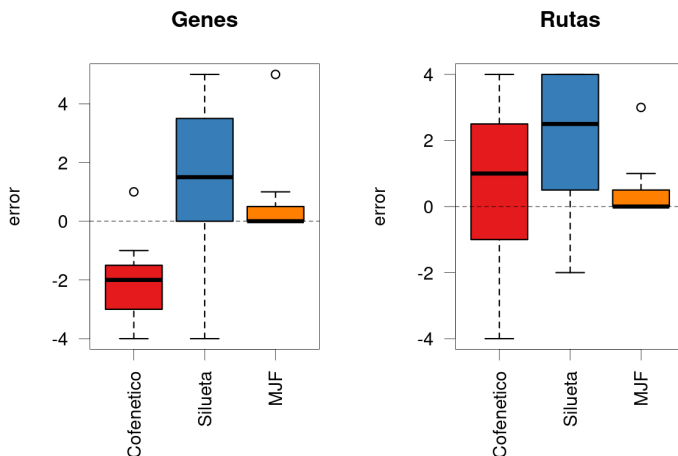 Genes
error
4
2
0
-2
-4
Cofenetico
Silueta
MJF
Rutas
error
4
2
0
-2
-4
Cofenetico
Silueta
MJF